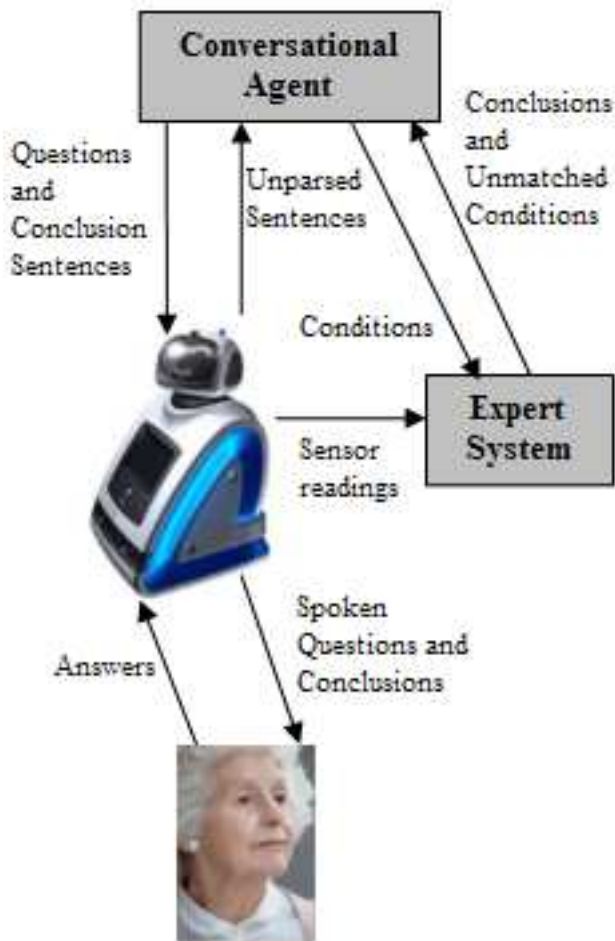 Conversational
Agent
Conclusions
and
Unmatched
Conditions
Questions
and
Conclusion
Sentences
Unparsed
Sentences
Conditions
Expert
System
Sensor
readings
Spoken
Questions and
Conclusions
Answers